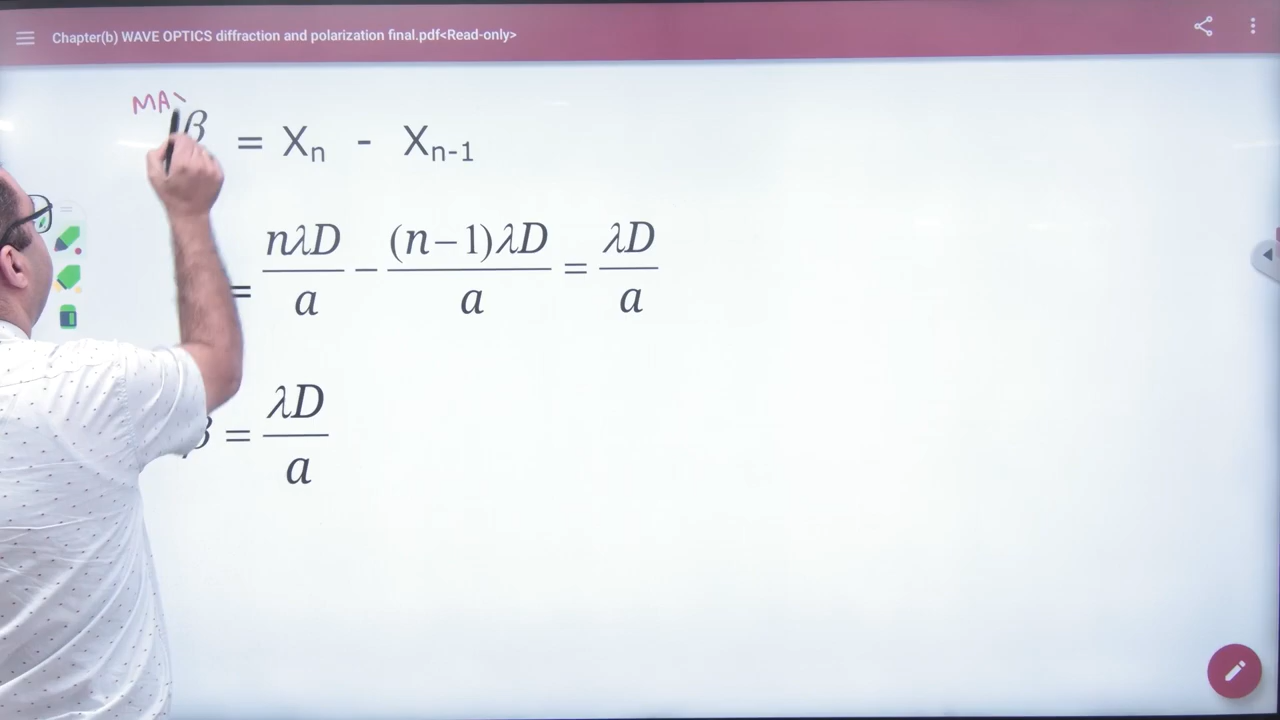 Chapter(b) WAVE OPTICS diffraction and polarization final.pdf<Read-only>
MA
β = Xn - Xn-1
= nλD/a − (n−1)λD/a = λD/a
β = λD/a